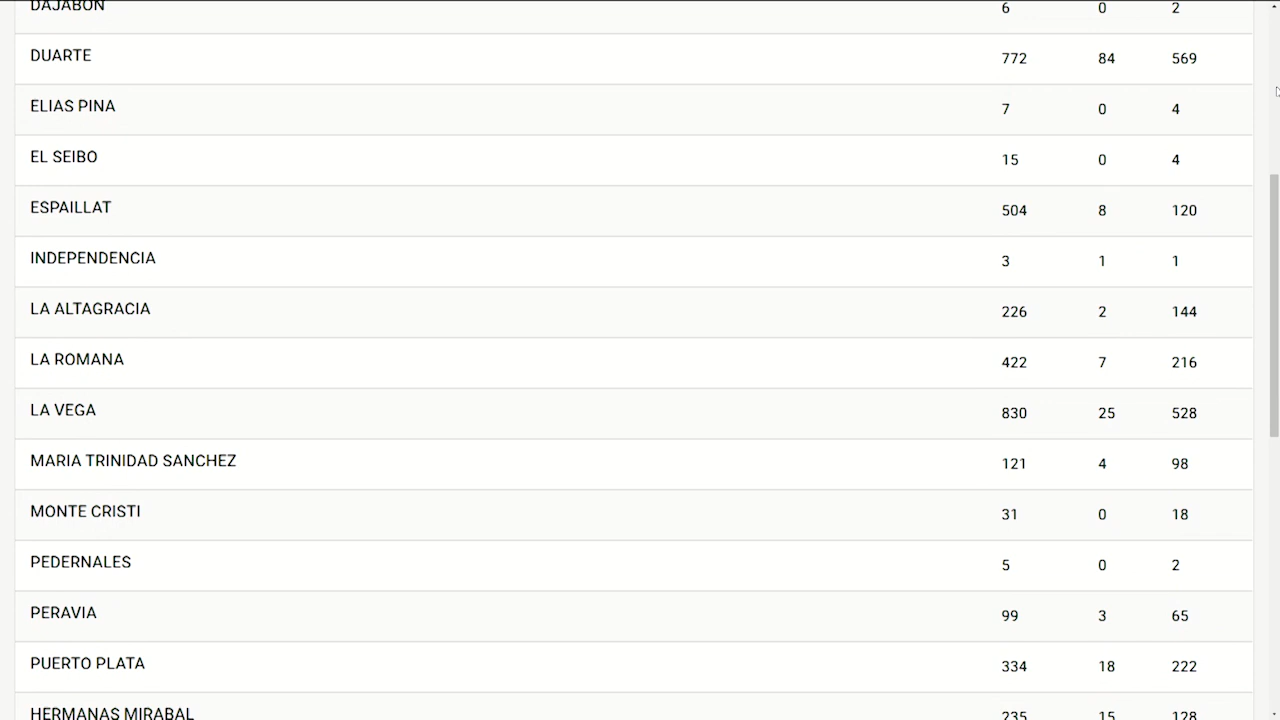 DAJABON 6 0 2
DUARTE 772 84 569
ELIAS PINA 7 0 4
EL SEIBO 15 0 4
ESPAILLAT 504 8 120
INDEPENDENCIA 3 1 1
LA ALTAGRACIA 226 2 144
LA ROMANA 422 7 216
LA VEGA 830 25 528
MARIA TRINIDAD SANCHEZ 121 4 98
MONTE CRISTI 31 0 18
PEDERNALES 5 0 2
PERAVIA 99 3 65
PUERTO PLATA 334 18 222
HERMANAS MIRABAL 235 15 128